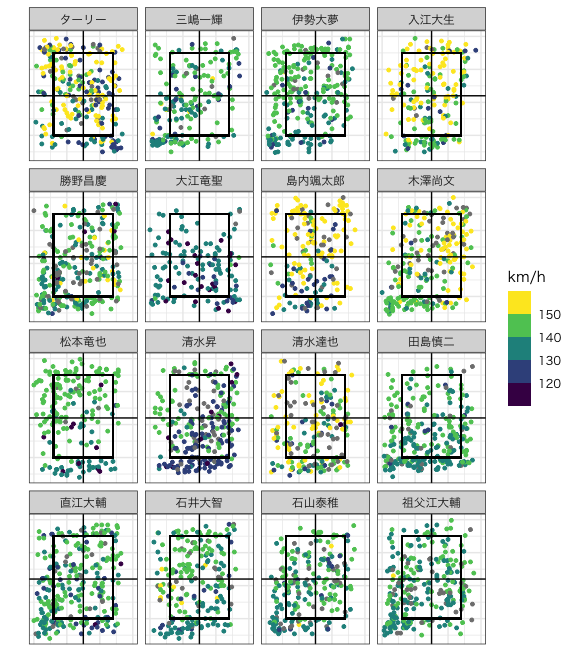 ターリー
三嶋一輝
伊勢大夢
入江大生
勝野昌慶
大江竜聖
島内颯太郎
木澤尚文
km/h
150
140
130
120
松本竜也
清水昇
清水達也
田島慎二
直江大輔
石井大智
石山泰稚
祖父江大輔